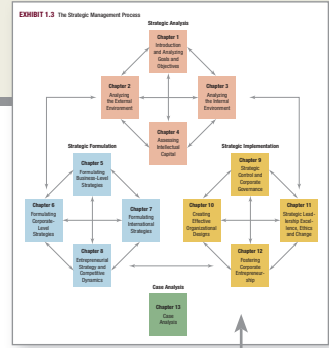 EXHIBIT 1.3 The Strategic Management Process
Strategic Analysis
Chapter 1
Introduction
and Analyzing
Goals and
Objectives
Chapter 2
Analyzing
the External
Environment
Chapter 3
Analyzing
the Internal
Environment
Chapter 4
Assessing
Intellectual
Capital
Strategic Formulation
Strategic Implementation
Chapter 5
Formulating
Business-Level
Strategies
Chapter 9
Strategic
Control and
Corporate
Governance
Chapter 6
Formulating
Corporate-
Level
Strategies
Chapter 7
Formulating
International
Strategies
Chapter 10
Creating
Effective
Organizational
Designs
Chapter 11
Strategic Lead-
ership Excel-
lence, Ethics
and Change
Chapter 8
Entrepreneurial
Strategy and
Competitive
Dynamics
Chapter 12
Fostering
Corporate
Entrepreneur-
ship
Case Analysis
Chapter 13
Case
Analysis